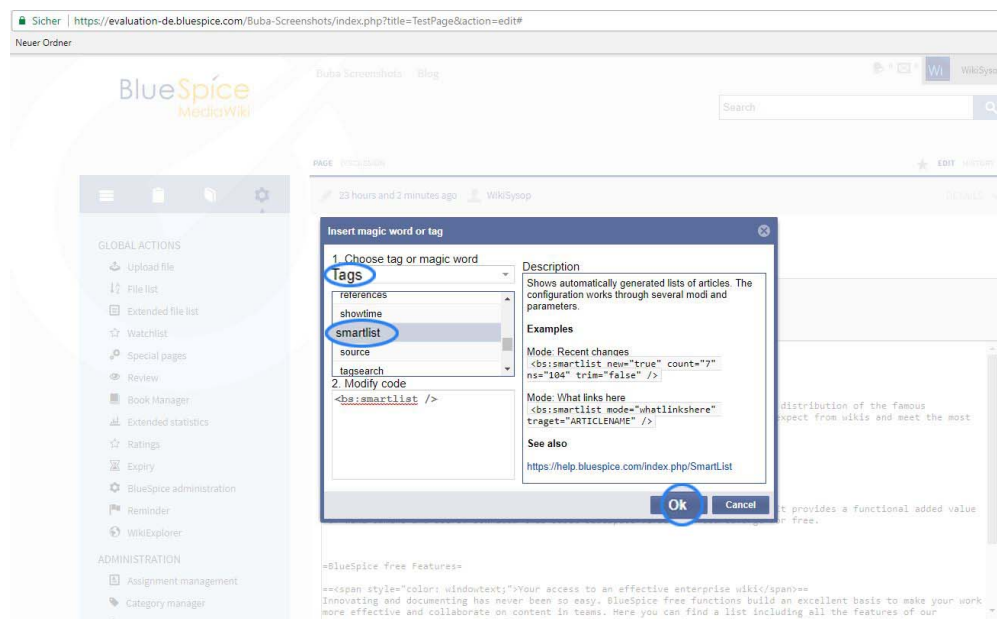 Sicher | https://evaluation-de.bluespice.com/Buba-Screenshots/index.php?title=TestPage&action=edit#
Neuer Ordner
BlueSpice
MediaWiki
Buba Screenshots Blog
Wi WikiSyso
Search
PAGE DISCUSSION
EDIT HISTORY
23 hours and 2 minutes ago WikiSysop
DETAILS
GLOBAL ACTIONS
Upload file
File list
Extended file list
Watchlist
Special pages
Review
Book Manager
Extended statistics
Ratings
Expiry
BlueSpice administration
Reminder
WikiExplorer
ADMINISTRATION
Assignment management
Category manager
Insert magic word or tag
1. Choose tag or magic word
Tags
references
showtime
smartlist
source
tagsearch
2. Modify code
<bs:smartlist />
Description
Shows automatically generated lists of articles. The
configuration works through several modi and
parameters.
Examples
Mode: Recent changes
<bs:smartlist new="true" count="7"
ns="104" trim="false" />
Mode: What links here
<bs:smartlist mode="whatlinkshere"
traget="ARTICLENAME" />
See also
https://help.bluespice.com/index.php/SmartList
Ok Cancel
distribution of the famous
expect from wikis and meet the most
it provides a functional added value
or free.
=BlueSpice free Features=
==<span style="color: windowtext;">Your access to an effective enterprise wiki</span>==
Innovating and documenting has never been so easy. BlueSpice free functions build an excellent basis to make your work
more effective and collaborate on content in teams. Here you can find a list including all the features of our